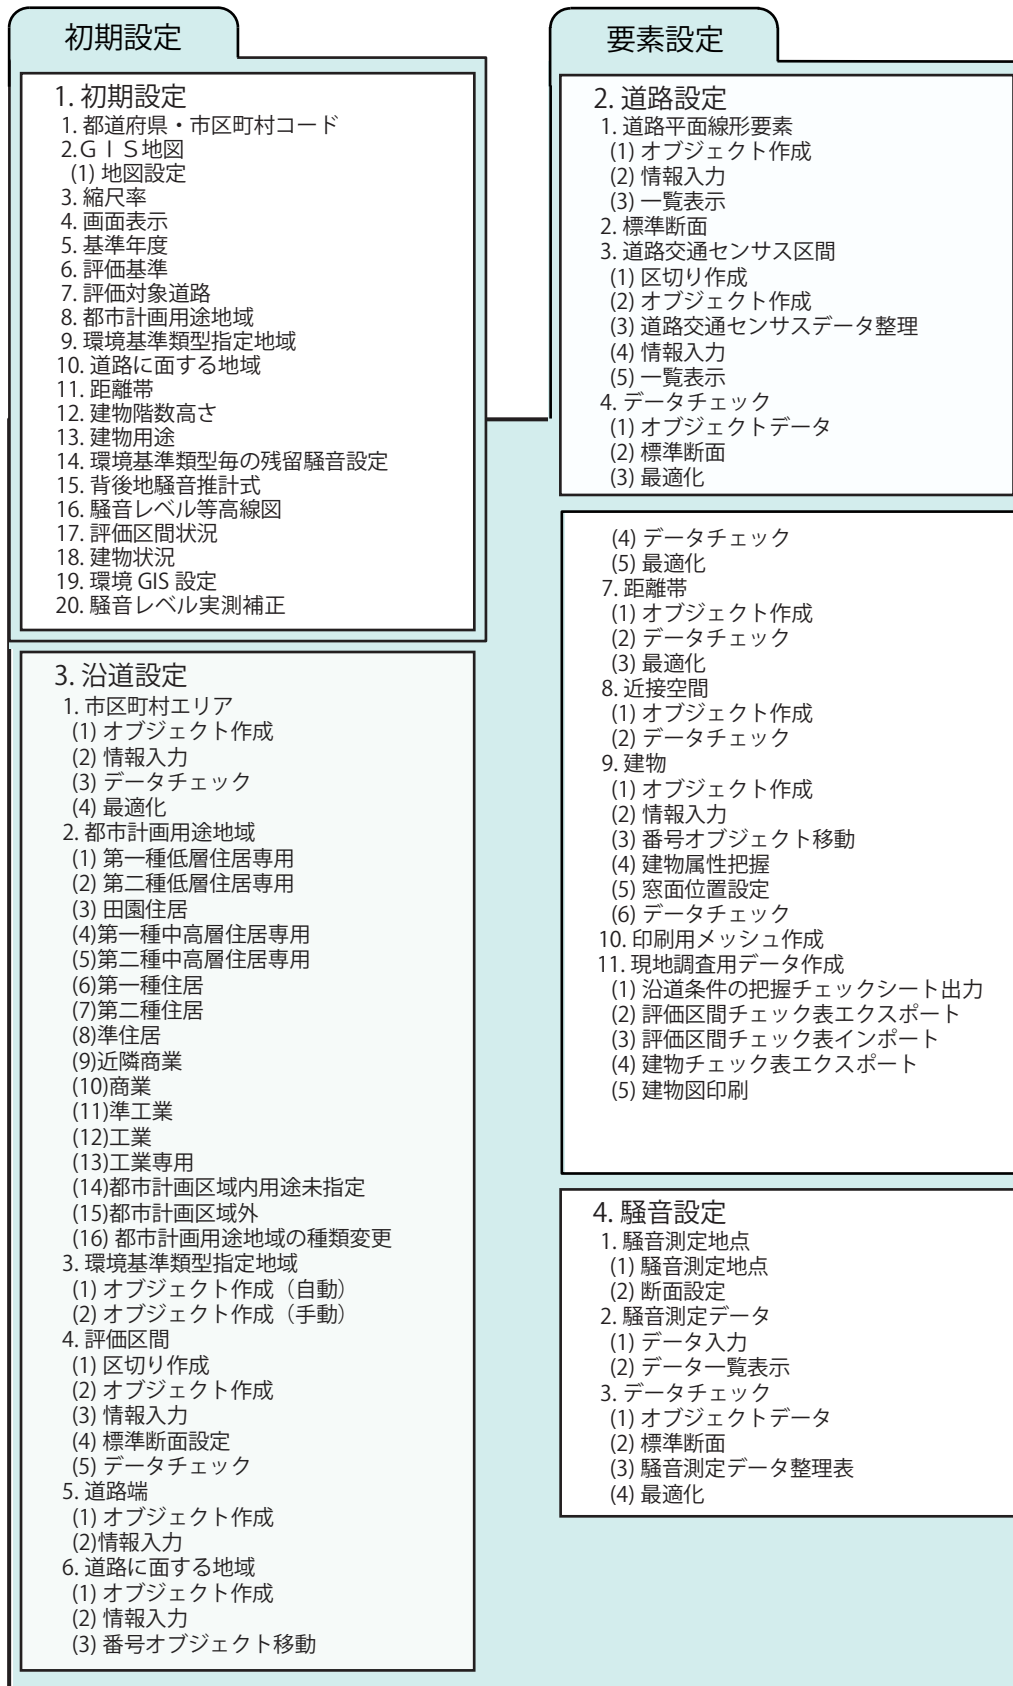 初期設定
1. 初期設定
1. 都道府県・市区町村コード
2.ＧＩＳ地図
(1) 地図設定
3. 縮尺率
4. 画面表示
5. 基準年度
6. 評価基準
7. 評価対象道路
8. 都市計画用途地域
9. 環境基準類型指定地域
10. 道路に面する地域
11. 距離帯
12. 建物階数高さ
13. 建物用途
14. 環境基準類型毎の残留騒音設定
15. 背後地騒音推計式
16. 騒音レベル等高線図
17. 評価区間状況
18. 建物状況
19. 環境 GIS 設定
20. 騒音レベル実測補正
要素設定
2. 道路設定
1. 道路平面線形要素
(1) オブジェクト作成
(2) 情報入力
(3) 一覧表示
2. 標準断面
3. 道路交通センサス区間
(1) 区切り作成
(2) オブジェクト作成
(3) 道路交通センサスデータ整理
(4) 情報入力
(5) 一覧表示
4. データチェック
(1) オブジェクトデータ
(2) 標準断面
(3) 最適化
3. 沿道設定
1. 市区町村エリア
(1) オブジェクト作成
(2) 情報入力
(3) データチェック
(4) 最適化
2. 都市計画用途地域
(1) 第一種低層住居専用
(2) 第二種低層住居専用
(3) 田園住居
(4)第一種中高層住居専用
(5)第二種中高層住居専用
(6)第一種住居
(7)第二種住居
(8)準住居
(9)近隣商業
(10)商業
(11)準工業
(12)工業
(13)工業専用
(14)都市計画区域内用途未指定
(15)都市計画区域外
(16) 都市計画用途地域の種類変更
3. 環境基準類型指定地域
(1) オブジェクト作成（自動）
(2) オブジェクト作成（手動）
4. 評価区間
(1) 区切り作成
(2) オブジェクト作成
(3) 情報入力
(4) 標準断面設定
(5) データチェック
5. 道路端
(1) オブジェクト作成
(2)情報入力
6. 道路に面する地域
(1) オブジェクト作成
(2) 情報入力
(3) 番号オブジェクト移動
(4) データチェック
(5) 最適化
7. 距離帯
(1) オブジェクト作成
(2) データチェック
(3) 最適化
8. 近接空間
(1) オブジェクト作成
(2) データチェック
9. 建物
(1) オブジェクト作成
(2) 情報入力
(3) 番号オブジェクト移動
(4) 建物属性把握
(5) 窓面位置設定
(6) データチェック
10. 印刷用メッシュ作成
11. 現地調査用データ作成
(1) 沿道条件の把握チェックシート出力
(2) 評価区間チェック表エクスポート
(3) 評価区間チェック表インポート
(4) 建物チェック表エクスポート
(5) 建物図印刷
4. 騒音設定
1. 騒音測定地点
(1) 騒音測定地点
(2) 断面設定
2. 騒音測定データ
(1) データ入力
(2) データ一覧表示
3. データチェック
(1) オブジェクトデータ
(2) 標準断面
(3) 騒音測定データ整理表
(4) 最適化